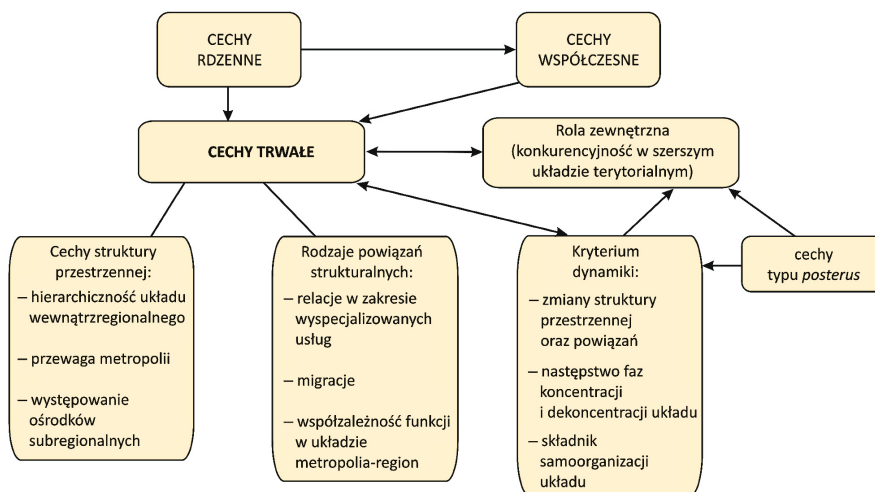 CECHY
RDZENNE
CECHY
WSPÓŁCZESNE
CECHY TRWAŁE
Rola zewnętrzna
(konkurencyjność w szerszym
układzie terytorialnym)
Cechy struktury
przestrzennej:
– hierarchiczność układu
wewnątrzregionalnego
– przewaga metropolii
– występowanie
ośrodków
subregionalnych
Rodzaje powiązań
strukturalnych:
– relacje w zakresie
wyspecjalizowanych
usług
– migracje
– współzależność funkcji
w układzie
metropolia-region
Kryterium
dynamiki:
– zmiany struktury
przestrzennej
oraz powiązań
– następstwo faz
koncentracji
i dekoncentracji układu
– składnik
samoorganizacji
układu
cechy
typu posterus